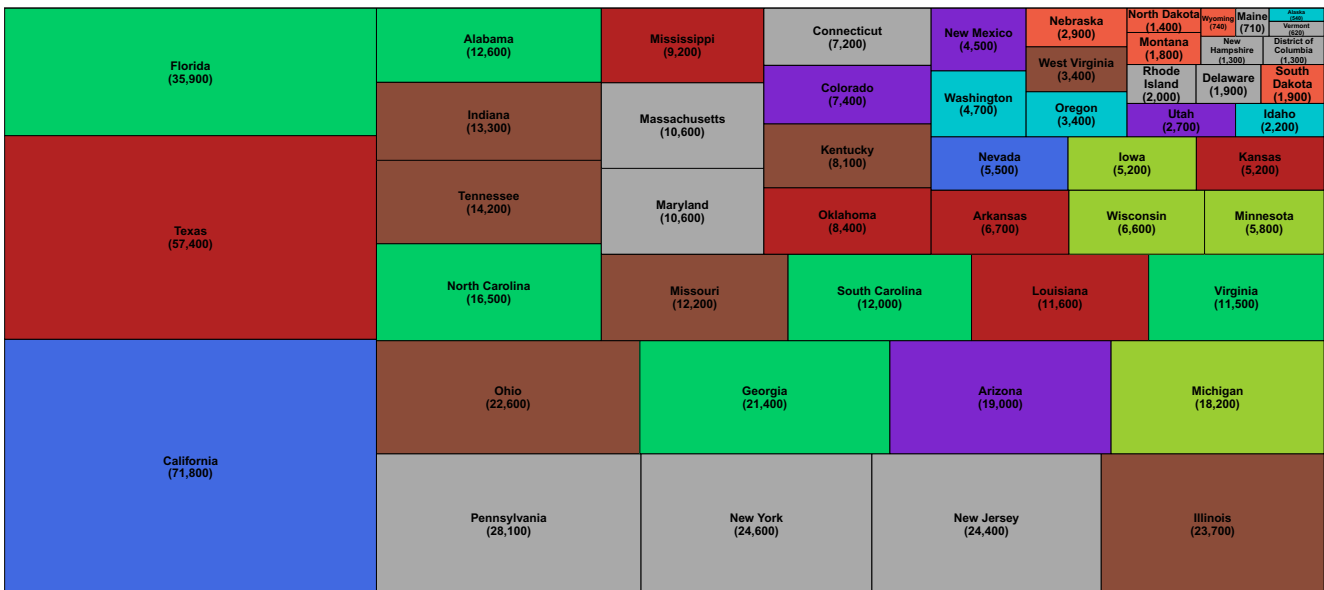 Florida
(35,900)
Texas
(57,400)
California
(71,800)
Alabama
(12,600)
Indiana
(13,300)
Tennessee
(14,200)
North Carolina
(16,500)
Mississippi
(9,200)
Massachusetts
(10,600)
Maryland
(10,600)
Connecticut
(7,200)
Colorado
(7,400)
Kentucky
(8,100)
Oklahoma
(8,400)
New Mexico
(4,500)
Washington
(4,700)
Nebraska
(2,900)
West Virginia
(3,400)
Oregon
(3,400)
North Dakota
(1,400)
Montana
(1,800)
Wyoming
(740)
Maine
(710)
Alaska
(540)
Vermont
(620)
New
Hampshire
(1,300)
District of
Columbia
(1,300)
Rhode
Island
(2,000)
Delaware
(1,900)
South
Dakota
(1,900)
Utah
(2,700)
Idaho
(2,200)
Nevada
(5,500)
Iowa
(5,200)
Kansas
(5,200)
Arkansas
(6,700)
Wisconsin
(6,600)
Minnesota
(5,800)
Missouri
(12,200)
South Carolina
(12,000)
Louisiana
(11,600)
Virginia
(11,500)
Ohio
(22,600)
Georgia
(21,400)
Arizona
(19,000)
Michigan
(18,200)
Pennsylvania
(28,100)
New York
(24,600)
New Jersey
(24,400)
Illinois
(23,700)